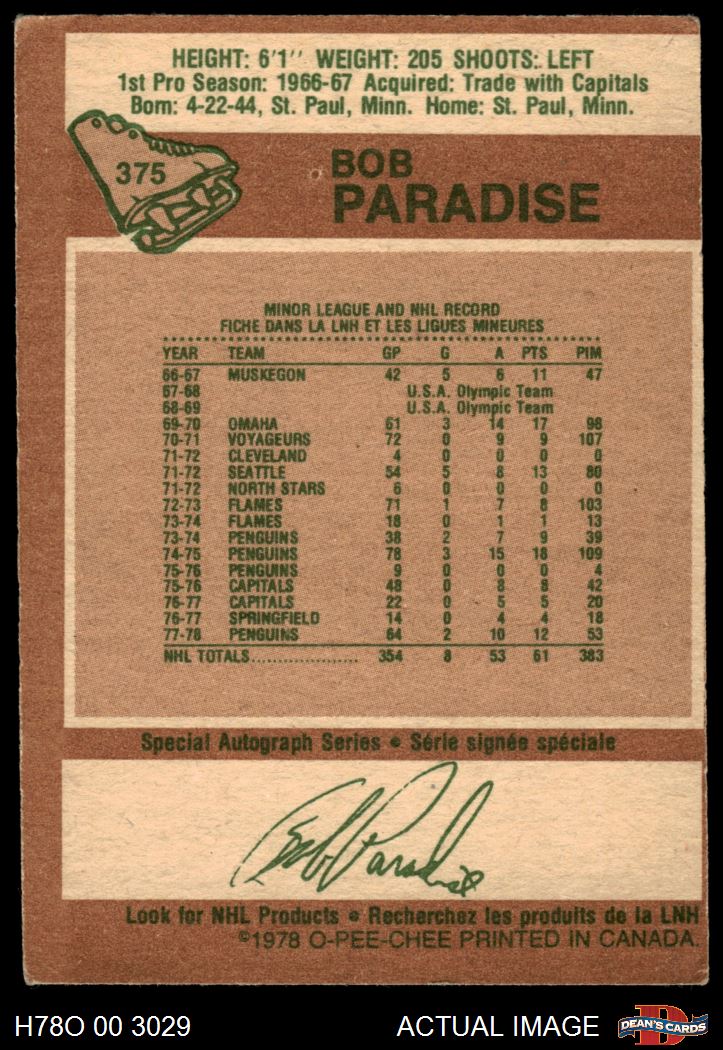 HEIGHT: 6'1" WEIGHT: 205 SHOOTS: LEFT
1st Pro Season: 1966-67 Acquired: Trade with Capitals
Born: 4-22-44, St. Paul, Minn. Home: St. Paul, Minn.
375
BOB
PARADISE
MINOR LEAGUE AND NHL RECORD
FICHE DANS LA LNH ET LES LIGUES MINEURES
YEAR TEAM GP G A PTS PIM
66-67 MUSKEGON 42 5 6 11 47
67-68 U.S.A. Olympic Team
68-69 U.S.A. Olympic Team
69-70 OMAHA 61 3 14 17 98
70-71 VOYAGEURS 72 0 9 9 107
71-72 CLEVELAND 4 0 0 0 0
71-72 SEATTLE 54 5 8 13 80
71-72 NORTH STARS 6 0 0 0 0
72-73 FLAMES 71 1 7 8 103
73-74 FLAMES 18 0 1 1 13
73-74 PENGUINS 38 2 7 9 39
74-75 PENGUINS 78 3 15 18 109
75-76 PENGUINS 9 0 0 0 4
75-76 CAPITALS 48 0 8 8 42
76-77 CAPITALS 22 0 5 5 20
76-77 SPRINGFIELD 14 0 4 4 18
77-78 PENGUINS 64 2 10 12 53
NHL TOTALS.................... 354 8 53 61 383
Special Autograph Series • Série signée spéciale
Bob Paradise
Look for NHL Products • Recherchez les produits de la LNH
©1978 O-PEE-CHEE PRINTED IN CANADA.
H78O 00 3029 ACTUAL IMAGE D DEAN'S CARDS